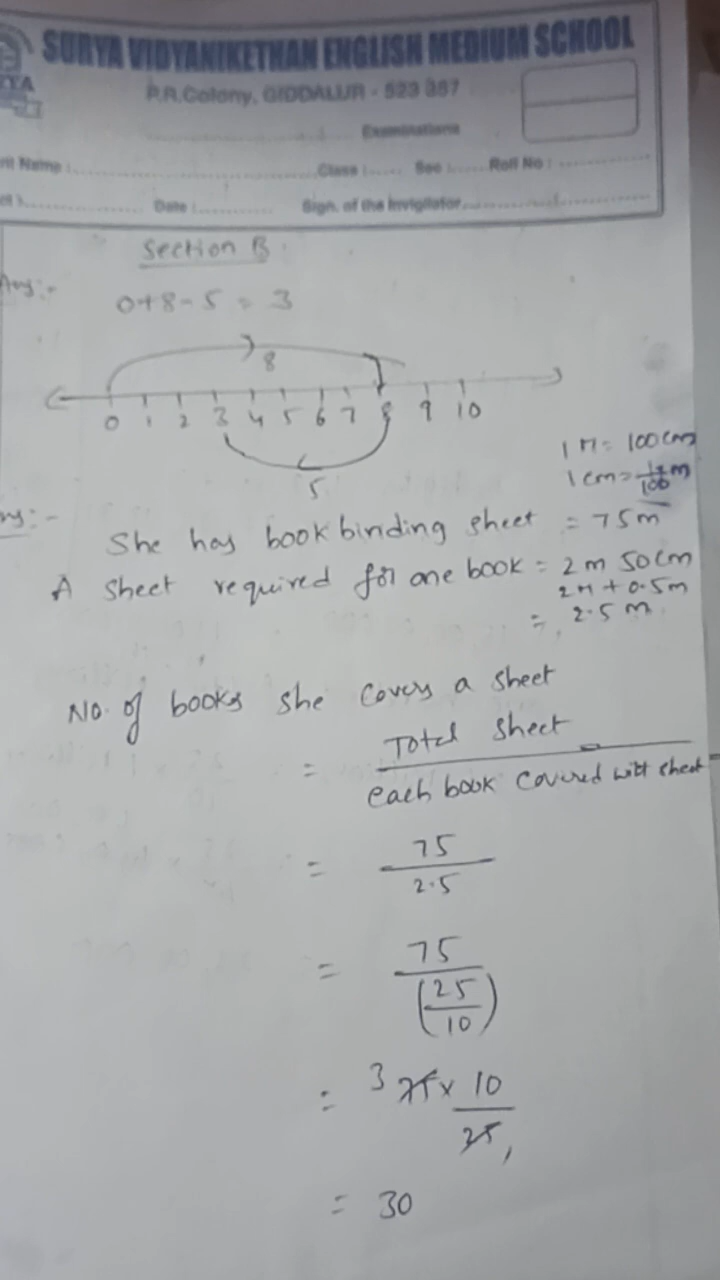 SURYA VIDYANIKETHAN ENGLISH MEDIUM SCHOOL
P.R.Colony, GIDDALUR - 523 357
Examinations
Name : Class : Sec : Roll No :
Date : Sign. of the Invigilator
Section B
Ans:-
0+8-5 = 3
8
0 1 2 3 4 5 6 7 8 9 10
5
1 M = 100 cm
1 cm = 1/100 m
She has book binding sheet = 75 m
A sheet required for one book = 2 m 50 cm
2 M + 0.5 m
= 2.5 m
No. of books she covers a sheet
= Total sheet
each book covered with sheet
= 75
2.5
= 75
(25
10)
= 3 75 x 10
25 1
= 30